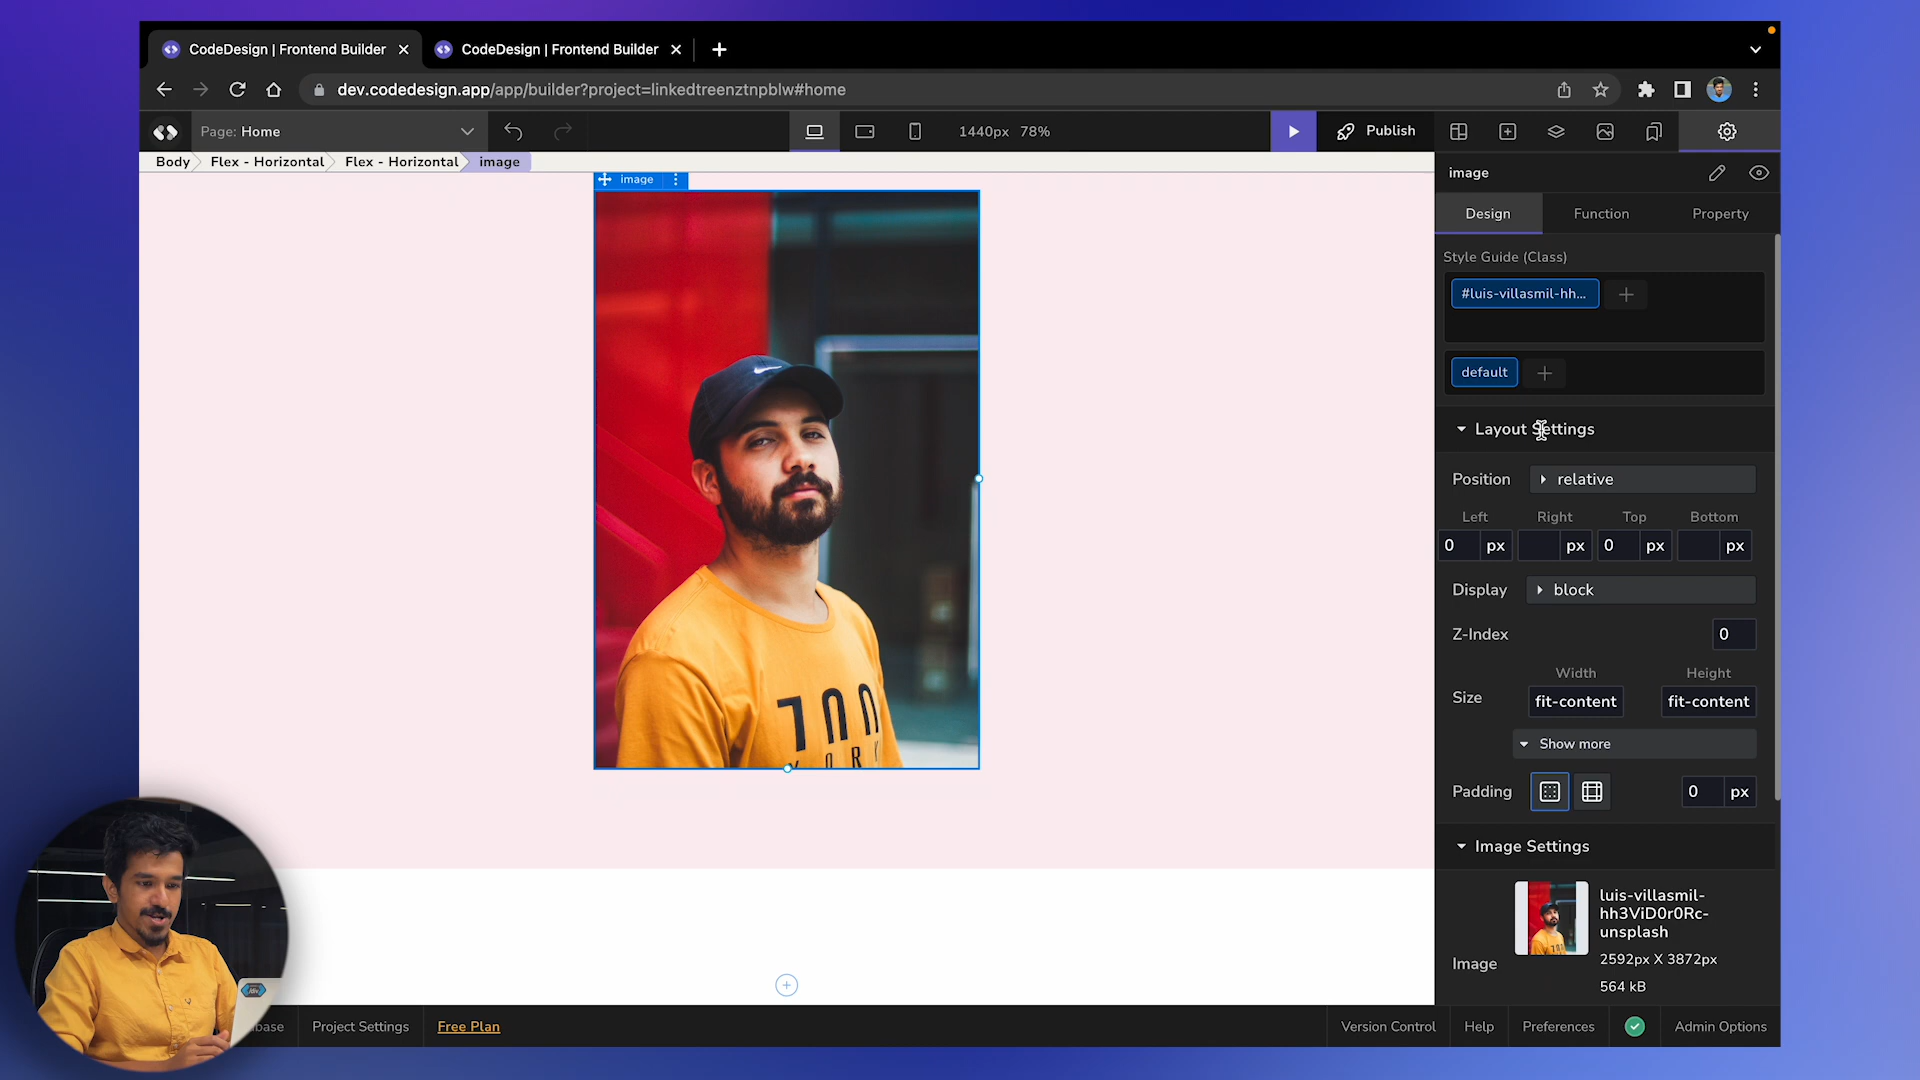 CodeDesign | Frontend Builder
CodeDesign | Frontend Builder
dev.codedesign.app/app/builder?project=linkedtreenztnpblw#home
Page: Home
1440px 78%
Publish
Body Flex - Horizontal Flex - Horizontal image
image
image
Design Function Property
Style Guide (Class)
#luis-villasmil-hh...
default
Layout Settings
Position relative
Left Right Top Bottom
0 px px 0 px px
Display block
Z-Index 0
Width Height
Size fit-content fit-content
Show more
Padding 0 px
Image Settings
luis-villasmil-
hh3ViD0r0Rc-
unsplash
2592px X 3872px
Image
564 kB
Project Settings Free Plan Version Control Help Preferences Admin Options